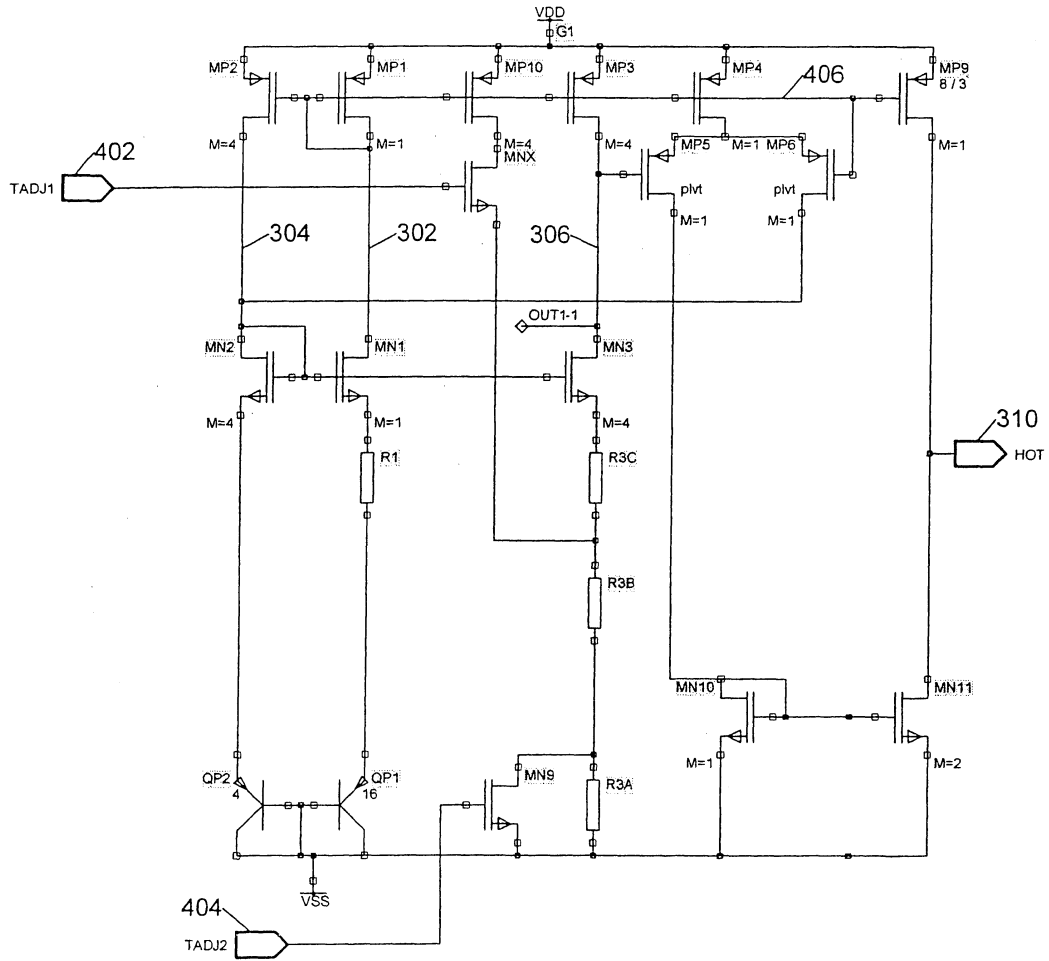 VDD
G1
MP2
MP1
MP10
MP3
MP4
406
MP9
8 / 3
M=4
M=1
M=4
MNX
M=4
MP5
M=1
MP6
M=1
402
TADJ1
plvt
plvt
M=1
M=1
304
302
306
OUT1-1
MN2
MN1
MN3
M=4
M=1
M=4
R1
R3C
310
HOT
R3B
MN10
MN11
M=1
M=2
QP2
4
QP1
16
MN9
R3A
VSS
404
TADJ2